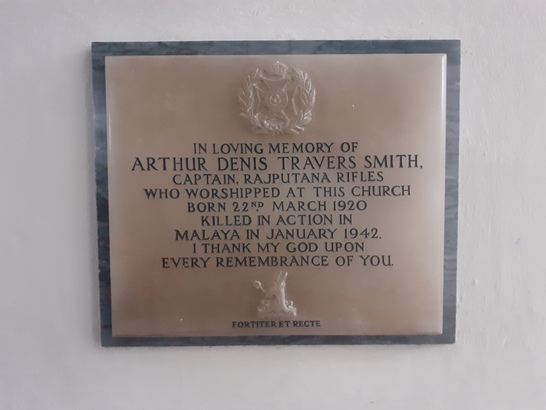 IN LOVING MEMORY OF
ARTHUR DENIS TRAVERS SMITH,
CAPTAIN, RAJPUTANA RIFLES
WHO WORSHIPPED AT THIS CHURCH
BORN 22ND MARCH 1920
KILLED IN ACTION IN
MALAYA IN JANUARY 1942.
I THANK MY GOD UPON
EVERY REMEMBRANCE OF YOU.
FORTITER ET RECTE